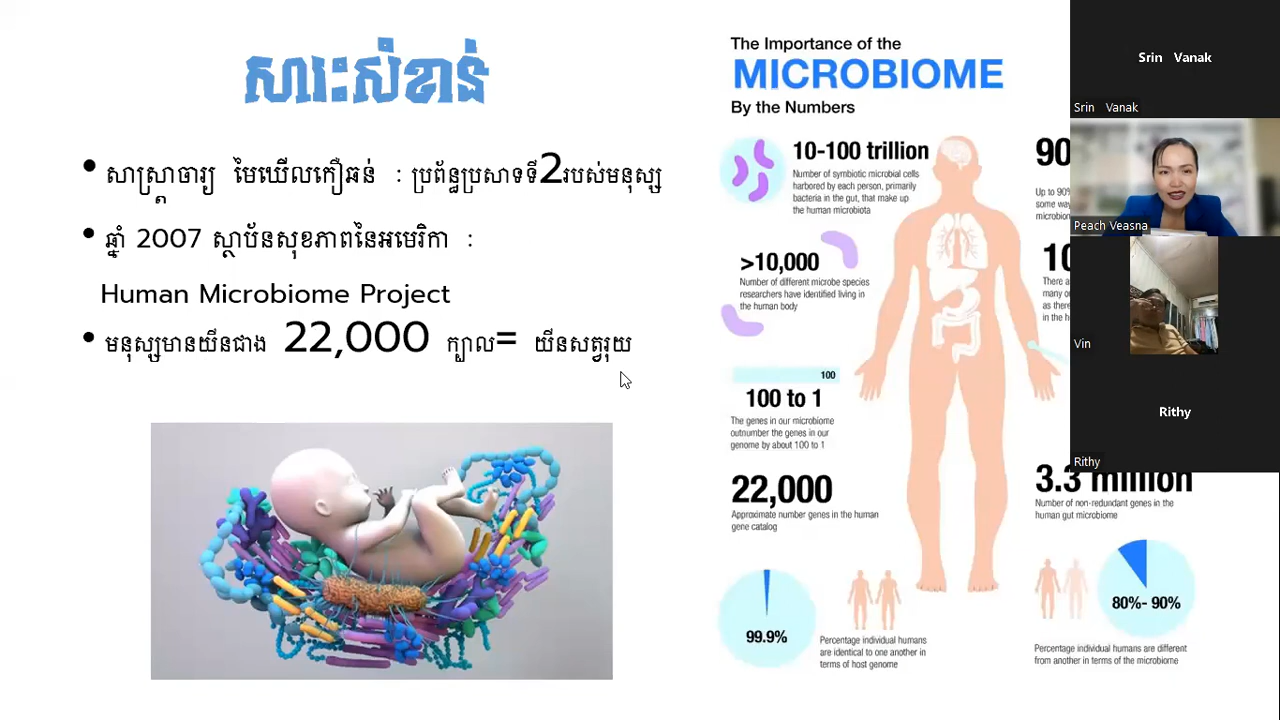 សារៈសំខាន់
• សាស្ត្រាចារ្យ មៃឃើលកឿឆន់ : ប្រព័ន្ធប្រសាទទី2របស់មនុស្ស
• ឆ្នាំ 2007 ស្ថាប័នសុខភាពនៃអមេរិកា :
Human Microbiome Project
• មនុស្សមានយីនជាង 22,000 ក្បាល= យីនសត្វរុយ
The Importance of the
MICROBIOME
By the Numbers
10-100 trillion
Number of symbiotic microbial cells
harbored by each person, primarily
bacteria in the gut, that make up
the human microbiota
>10,000
Number of different microbe species
researchers have identified living in
the human body
100
100 to 1
The genes in our microbiome
outnumber the genes in our
genome by about 100 to 1
22,000
Approximate number genes in the human
gene catalog
99.9%
Percentage individual humans
are identical to one another in
terms of host genome
90
Up to 90%
some way
microbion
10
There a
many o
as there
in the h
3.3 million
Number of non-redundant genes in the
human gut microbiome
80%- 90%
Percentage individual humans are different
from another in terms of the microbiome
Srin Vanak
Srin Vanak
Peach Veasna
Vin
Rithy
Rithy